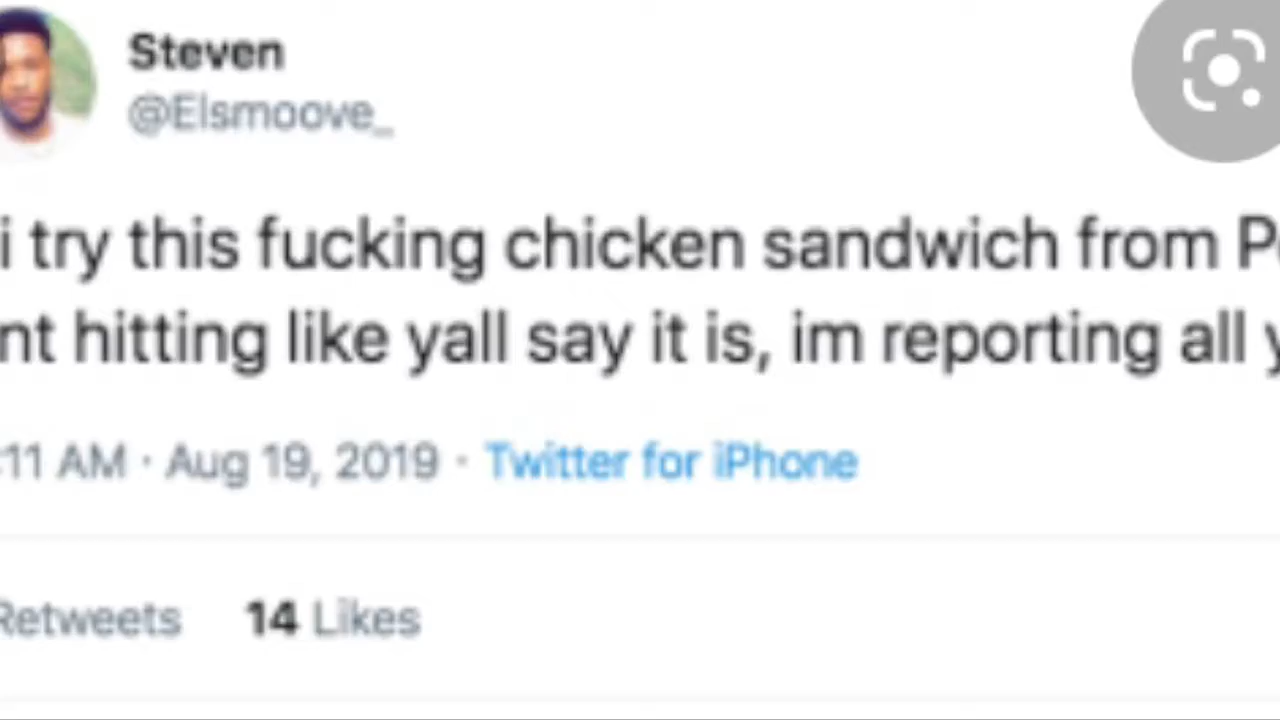 Steven
@Elsmoove_
i try this fucking chicken sandwich from
hitting like yall say it is, im reporting all
:11 AM · Aug 19, 2019 · Twitter for iPhone
Retweets 14 Likes